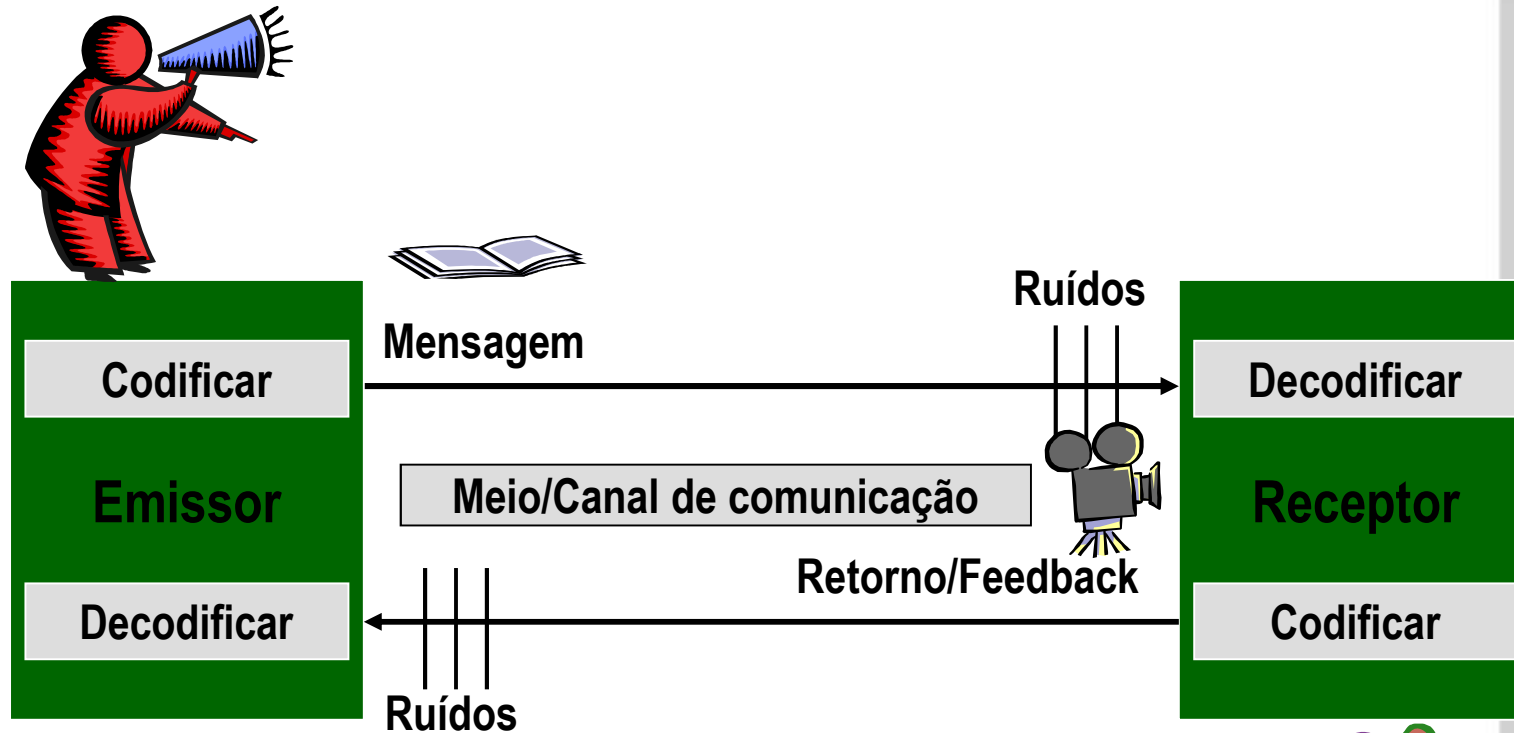 Ruídos
Mensagem
Codificar
Decodificar
Emissor
Meio/Canal de comunicação
Receptor
Retorno/Feedback
Decodificar
Codificar
Ruídos